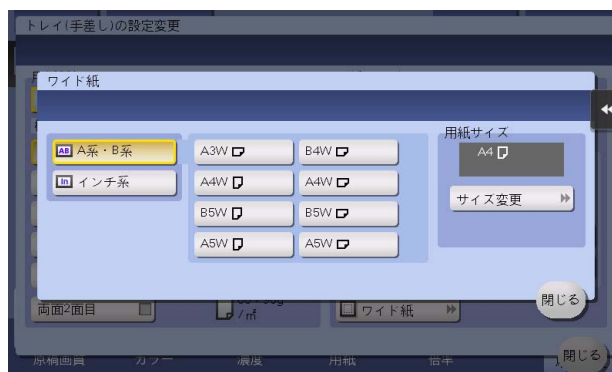 トレイ(手差し)の設定変更
ワイド紙
AB A系・B系
In インチ系
A3W
B4W
A4W
A4W
B5W
B5W
A5W
A5W
用紙サイズ
A4
サイズ変更
閉じる
両面2面目
/㎡
ワイド紙
原稿画質
カラー
濃度
用紙
倍率
閉じる